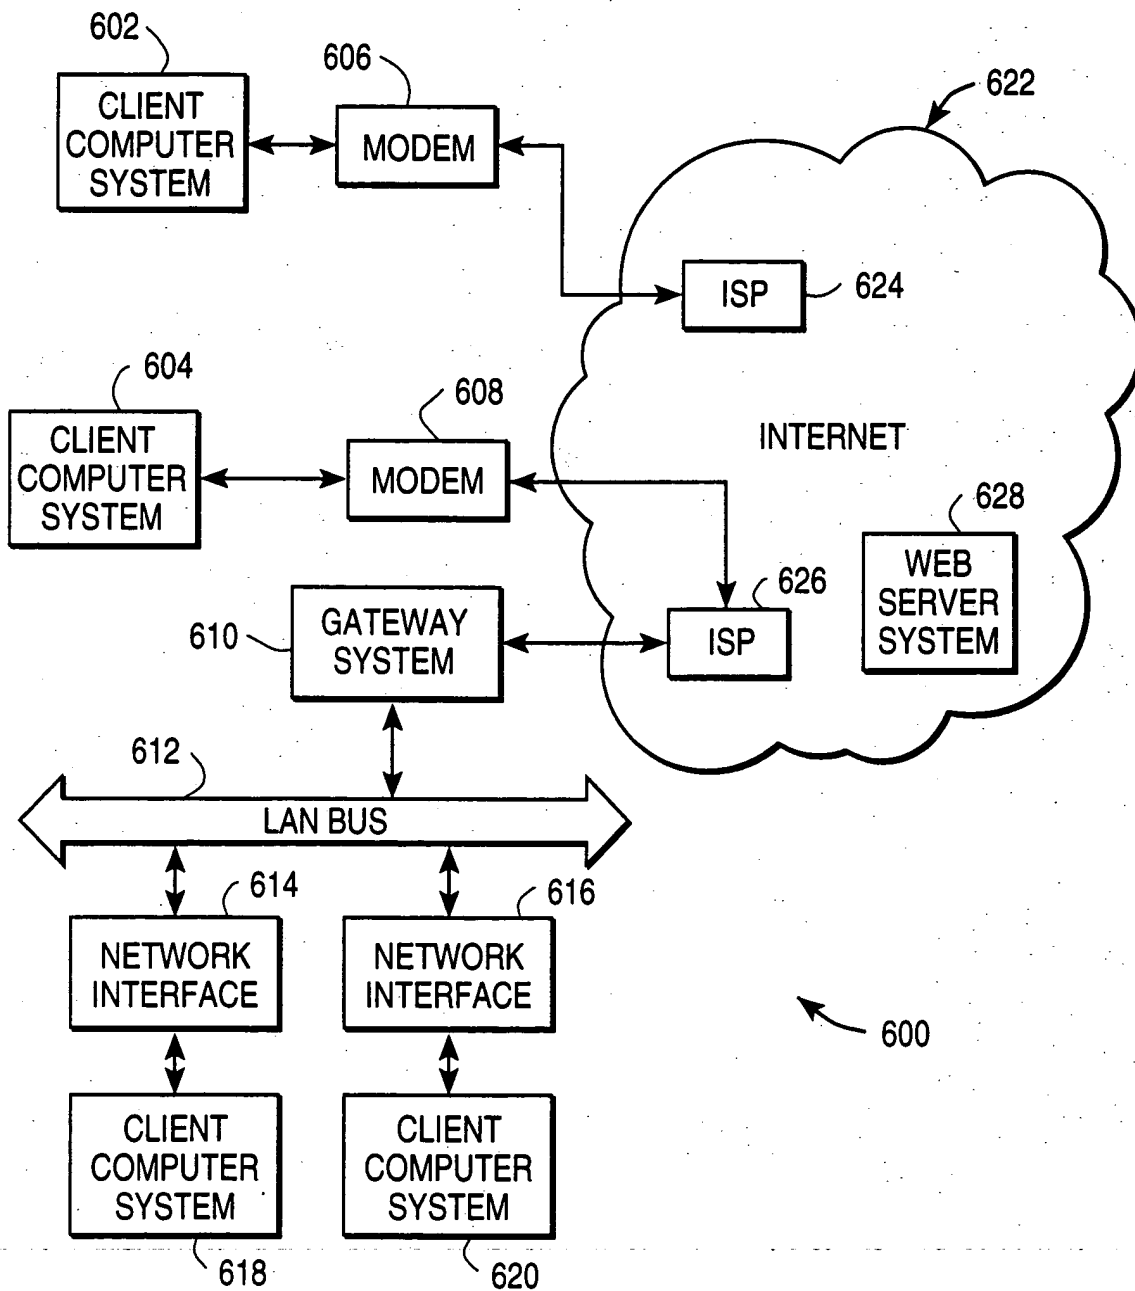 602
CLIENT
COMPUTER
SYSTEM
606
MODEM
622
ISP
624
604
CLIENT
COMPUTER
SYSTEM
608
MODEM
INTERNET
628
WEB
SERVER
SYSTEM
626
ISP
610
GATEWAY
SYSTEM
612
LAN BUS
614
NETWORK
INTERFACE
616
NETWORK
INTERFACE
600
CLIENT
COMPUTER
SYSTEM
618
CLIENT
COMPUTER
SYSTEM
620